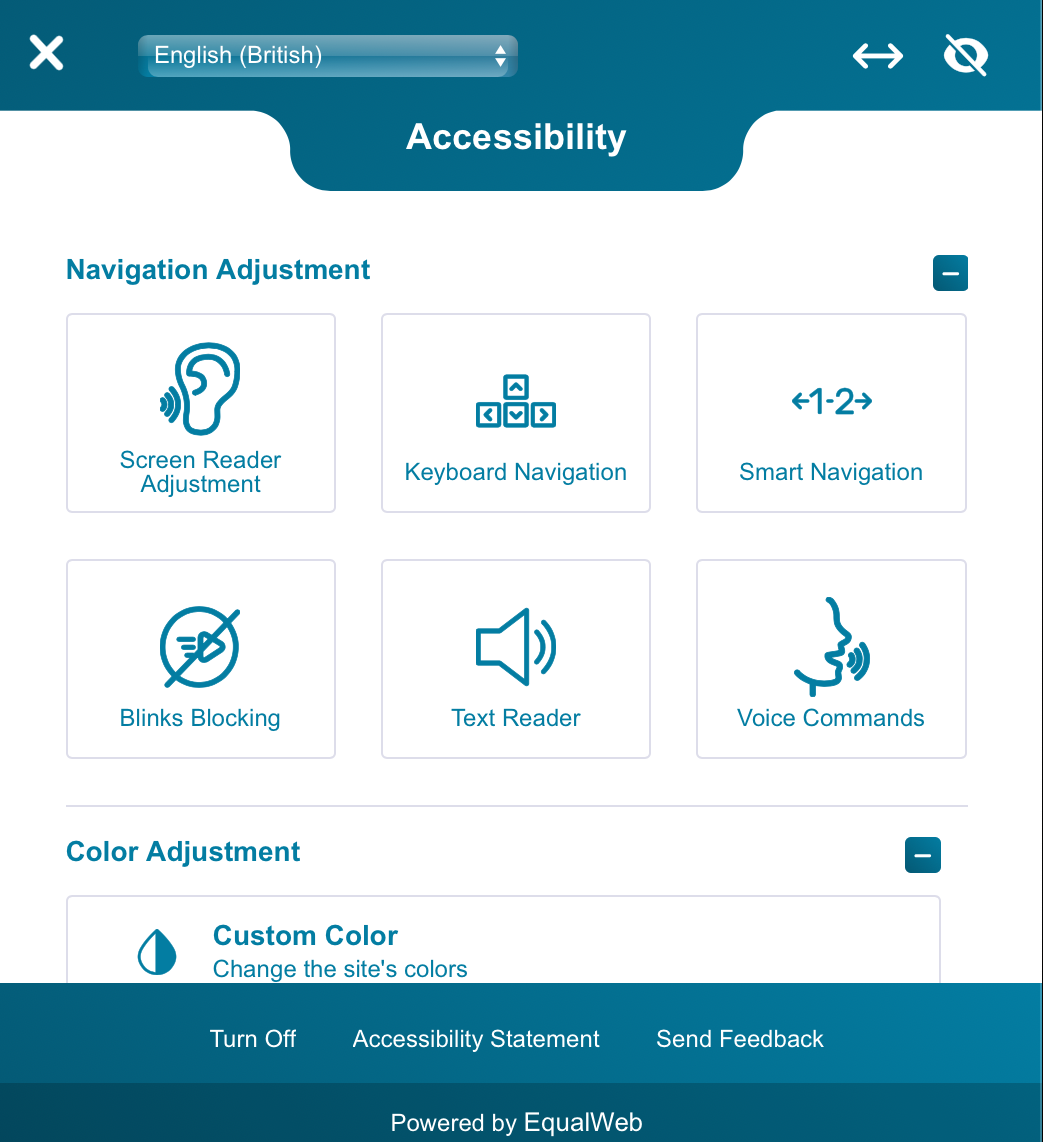 English (British)
Accessibility
Navigation Adjustment
Screen Reader
Adjustment
Keyboard Navigation
1-2
Smart Navigation
Blinks Blocking
Text Reader
Voice Commands
Color Adjustment
Custom Color
Change the site's colors
Turn Off
Accessibility Statement
Send Feedback
Powered by EqualWeb